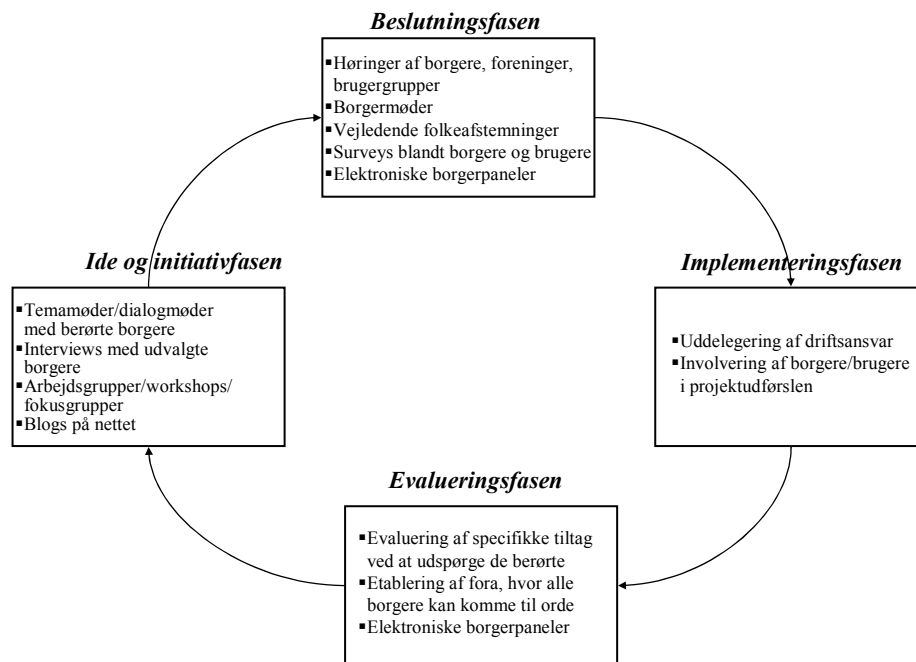 Beslutningsfasen
▪Høringer af borgere, foreninger,
brugergrupper
▪Borgermøder
▪Vejledende folkeafstemninger
▪Surveys blandt borgere og brugere
▪Elektroniske borgerpaneler
Ide og initiativfasen
▪Temamøder/dialogmøder
med berørte borgere
▪Interviews med udvalgte
borgere
▪Arbejdsgrupper/workshops/
fokusgrupper
▪Blogs på nettet
Implementeringsfasen
▪Uddelegering af driftsansvar
▪Involvering af borgere/brugere
i projektudførslen
Evalueringsfasen
▪Evaluering af specifikke tiltag
ved at udspørge de berørte
▪Etablering af fora, hvor alle
borgere kan komme til orde
▪Elektroniske borgerpaneler